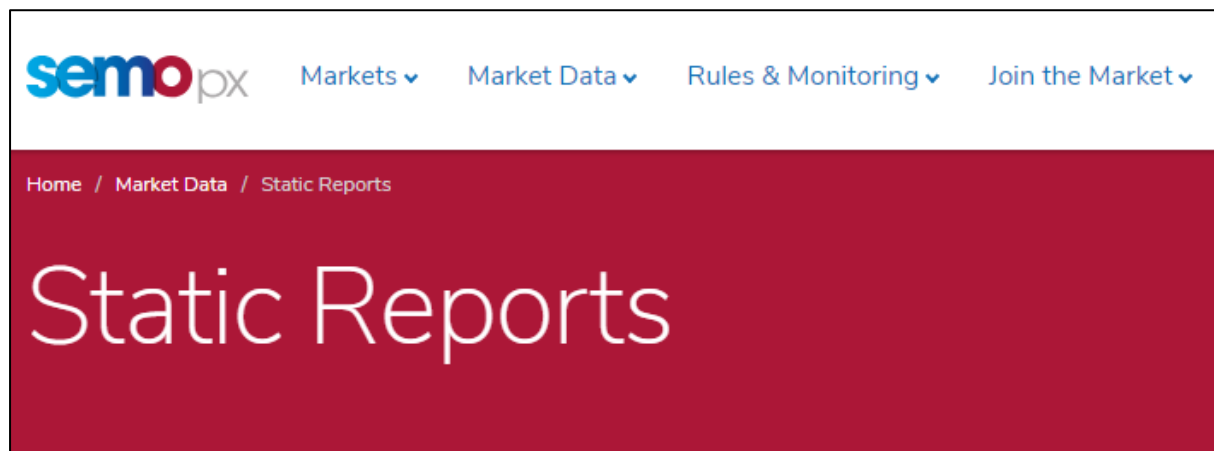 semopx Markets Market Data Rules & Monitoring Join the Market
Home / Market Data / Static Reports
Static Reports